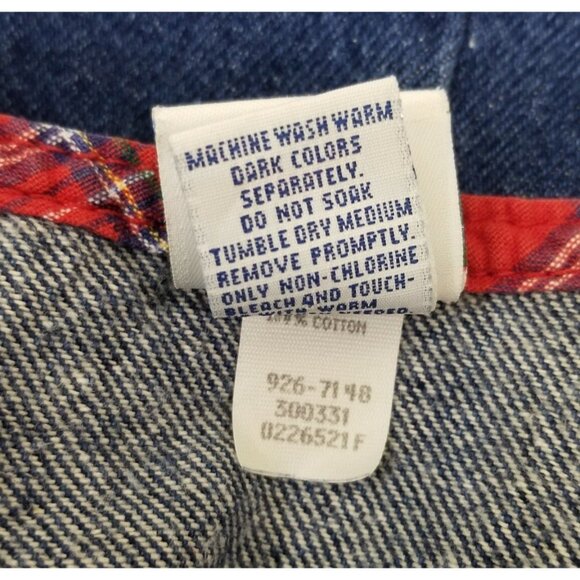 MACHINE WASH WARM
DARK COLORS
SEPARATELY.
DO NOT SOAK
TUMBLE DRY MEDIUM
REMOVE PROMPTLY.
ONLY NON-CHLORINE
BLEACH AND TOUCH-
WARM
% COTTON
926-7148
300331
0226521F